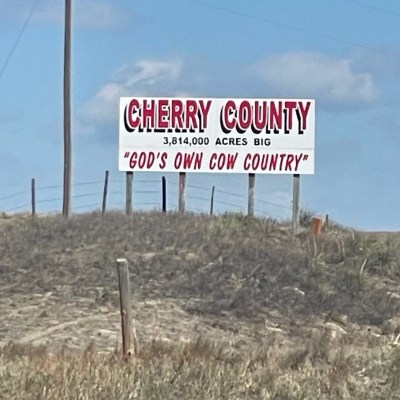 CHERRY COUNTY
3,814,000 ACRES BIG
"GOD'S OWN COW COUNTRY"